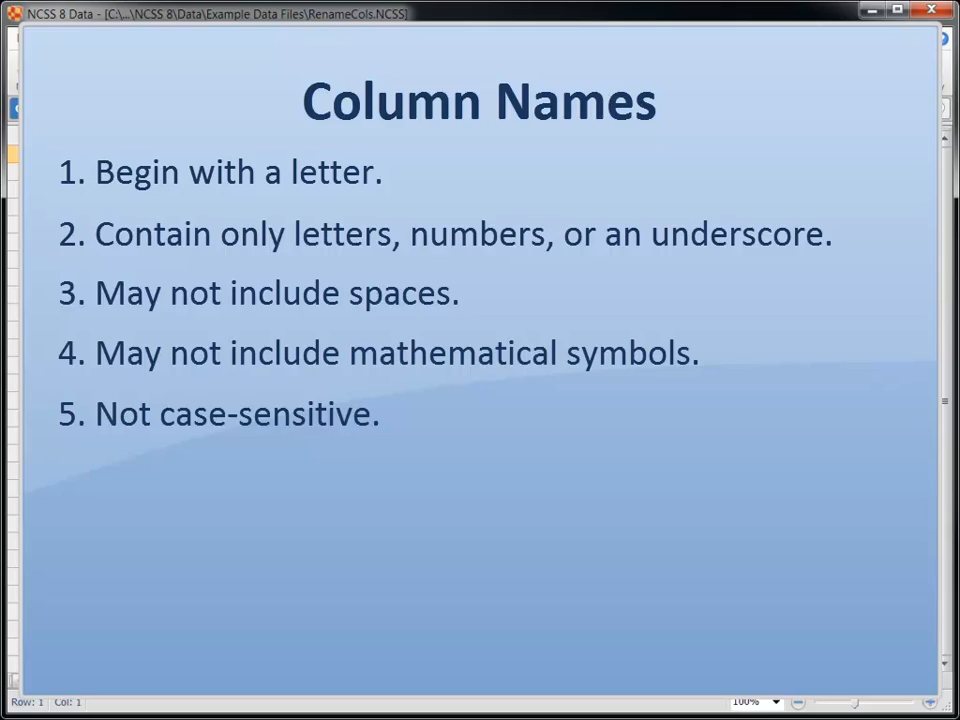 NCSS 8 Data - [C:\...\NCSS 8\Data\Example Data Files\RenameCols.NCSS]
Column Names
1. Begin with a letter.
2. Contain only letters, numbers, or an underscore.
3. May not include spaces.
4. May not include mathematical symbols.
5. Not case-sensitive.
Row: 1 Col: 1 100%